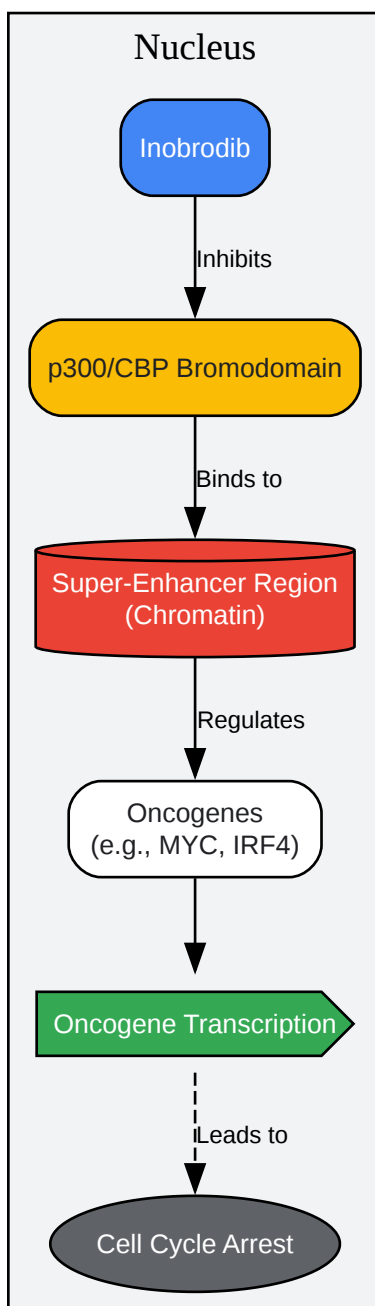 Nucleus
Inobrodib
Inhibits
p300/CBP Bromodomain
Binds to
Super-Enhancer Region
(Chromatin)
Regulates
Oncogenes
(e.g., MYC, IRF4)
Oncogene Transcription
Leads to
Cell Cycle Arrest